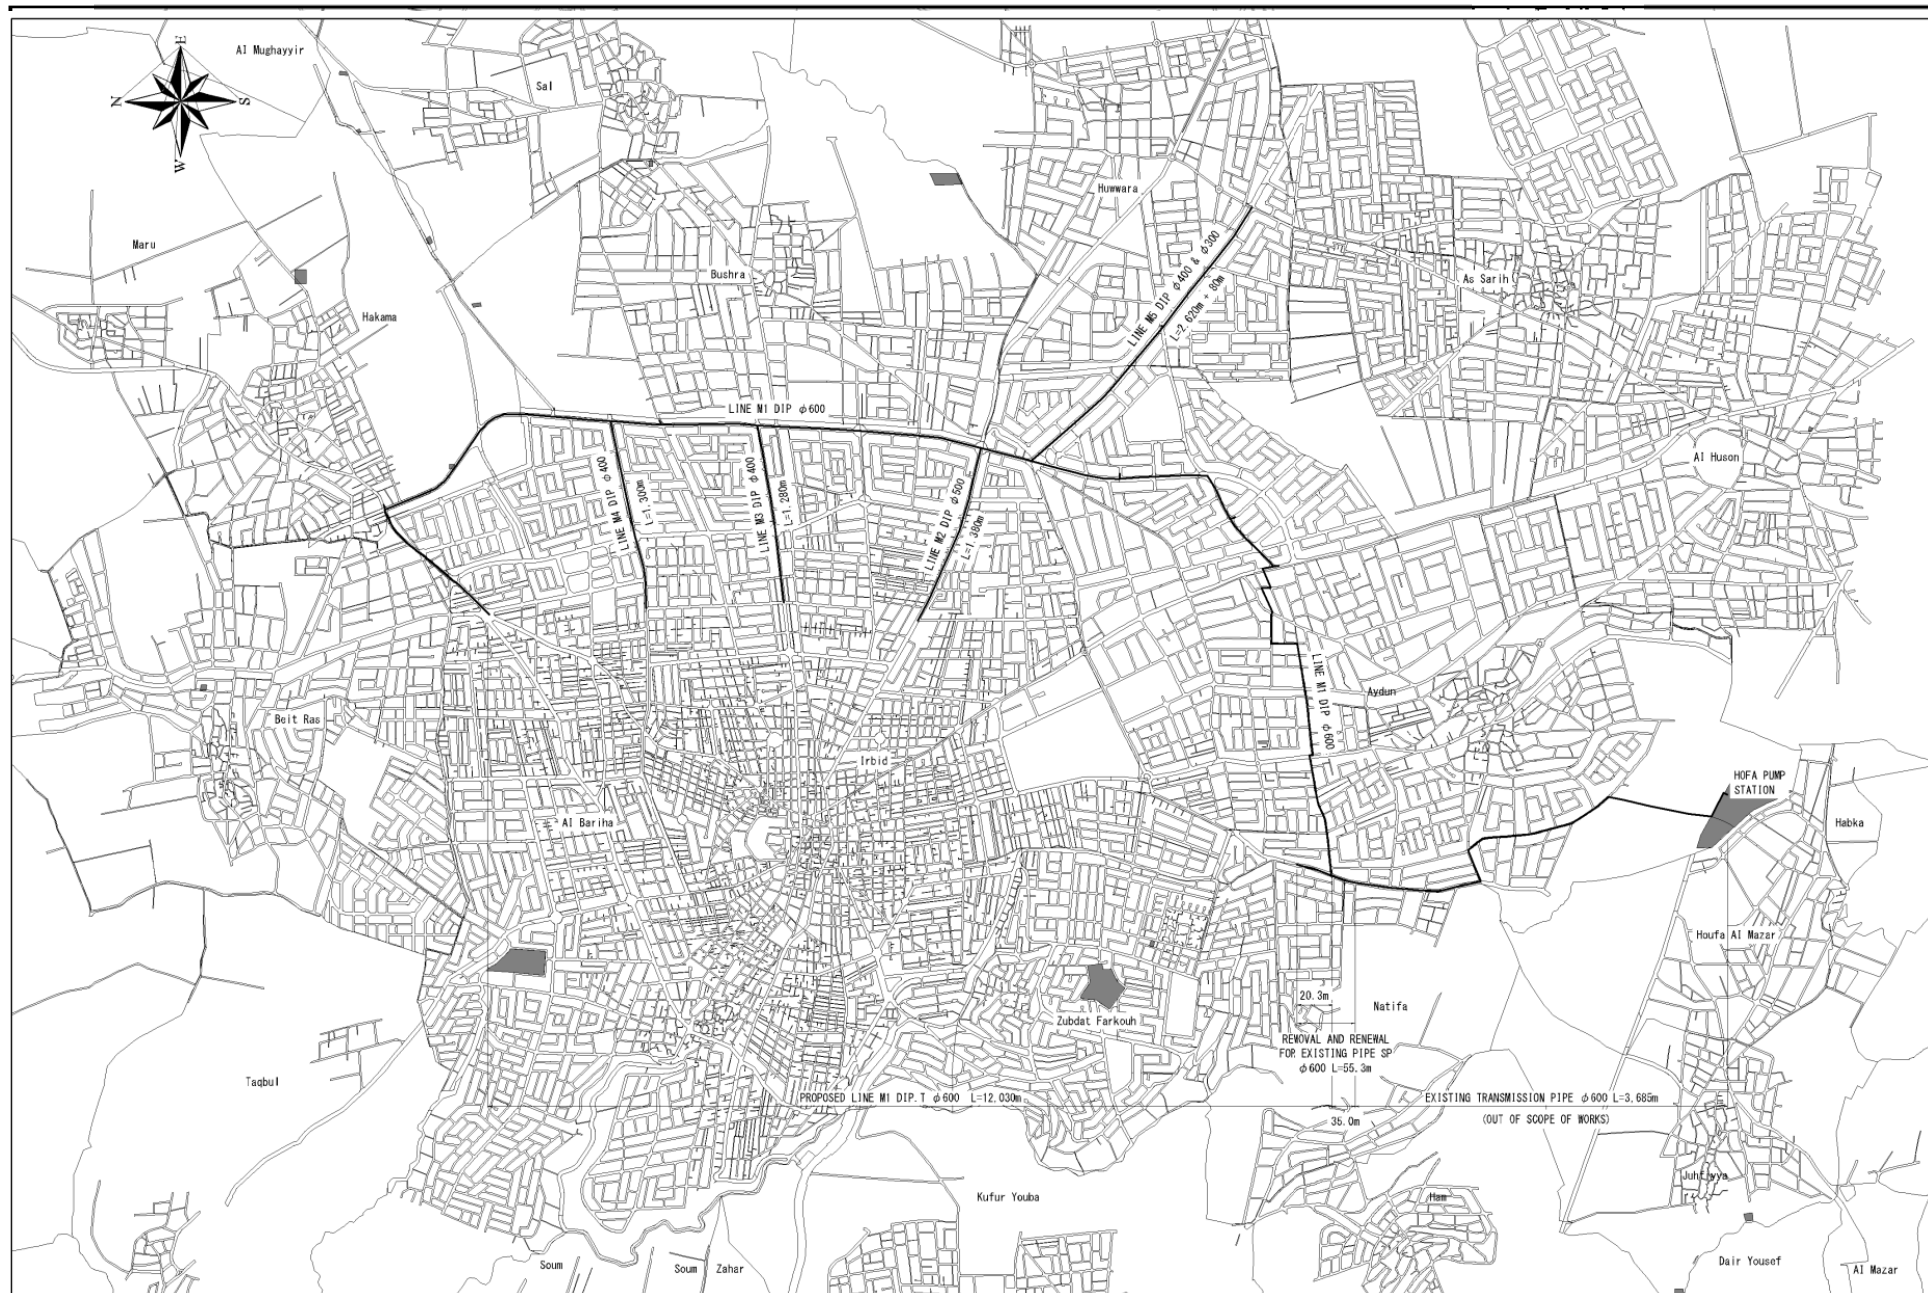 E
Al Mughayyir
Sal
N
S
W
Huwwara
Maru
Bushra
As Sarih
Hakama
LINE M5 DIP φ400 & φ300
L=2.620m + 80m
LINE M1 DIP φ600
Al Huson
LINE M4 DIP φ400
L=1.300m
LINE M3 DIP φ400
L=1.280m
LINE M2 DIP φ500
L=1.380m
LINE M1 DIP φ600
Aydun
Beit Ras
Irbid
HOFA PUMP
STATION
Al Bariha
Habka
Houfa Al Mazar
20.3m
Natifa
Zubdat Farkouh
REMOVAL AND RENEWAL
FOR EXISTING PIPE SP
φ600 L=55.3m
Taqbul
PROPOSED LINE M1 DIP.T φ600 L=12.030m
EXISTING TRANSMISSION PIPE φ600 L=3.685m
35.0m
(OUT OF SCOPE OF WORKS)
Juhfiyya
Kufur Youba
Ham
Soum
Soum
Zahar
Dair Yousef
Al Mazar